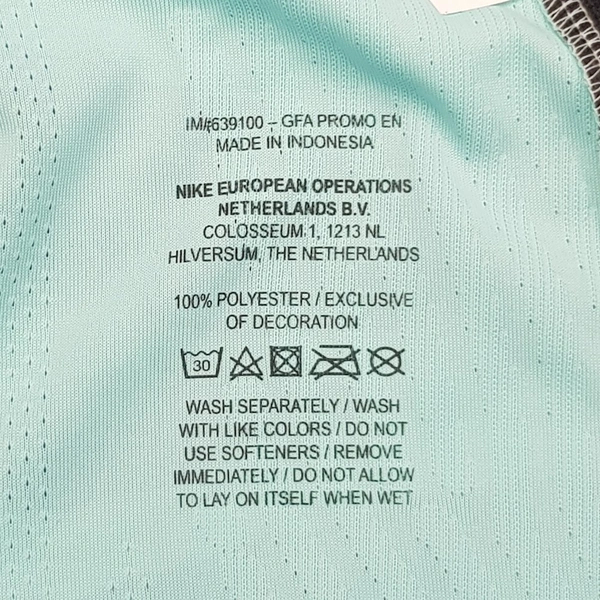 IM#639100 – GFA PROMO EN
MADE IN INDONESIA
NIKE EUROPEAN OPERATIONS
NETHERLANDS B.V.
COLOSSEUM 1, 1213 NL
HILVERSUM, THE NETHERLANDS
100% POLYESTER / EXCLUSIVE
OF DECORATION
30
WASH SEPARATELY / WASH
WITH LIKE COLORS / DO NOT
USE SOFTENERS / REMOVE
IMMEDIATELY / DO NOT ALLOW
TO LAY ON ITSELF WHEN WET